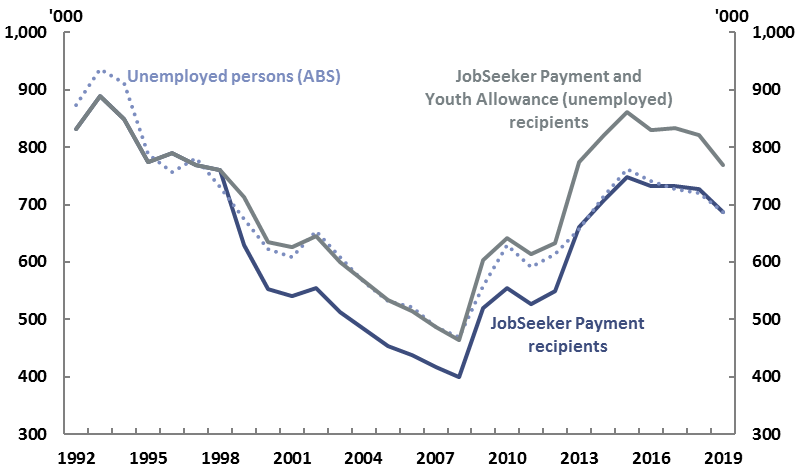 '000
'000
1,000
1,000
900
900
800
800
700
700
600
600
500
500
400
400
300
300
Unemployed persons (ABS)
JobSeeker Payment and
Youth Allowance (unemployed)
recipients
JobSeeker Payment
recipients
1992 1995 1998 2001 2004 2007 2010 2013 2016 2019